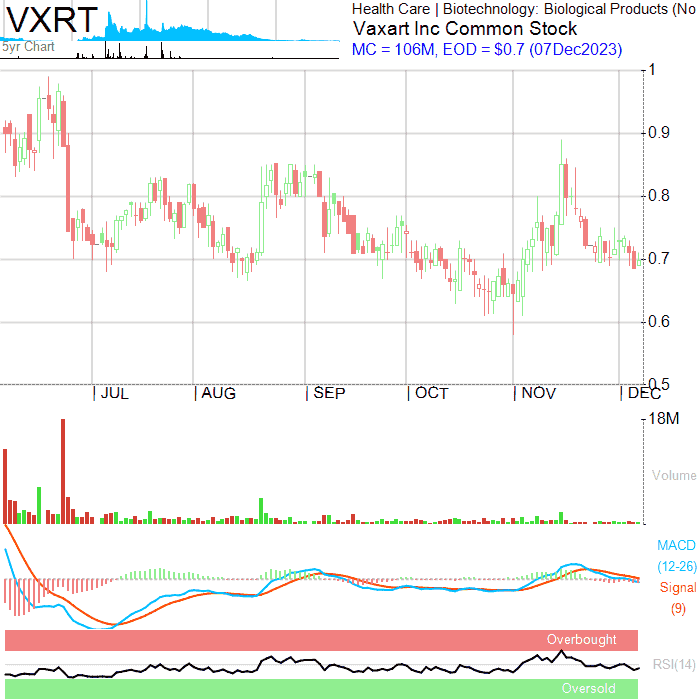 VXRT
5yr Chart
Health Care | Biotechnology: Biological Products (No
Vaxart Inc Common Stock
MC = 106M, EOD = $0.7 (07Dec2023)
1
0.9
0.8
0.7
0.6
0.5
JUL AUG SEP OCT NOV DEC
18M
Volume
MACD
(12-26)
Signal
(9)
Overbought
RSI(14)
Oversold